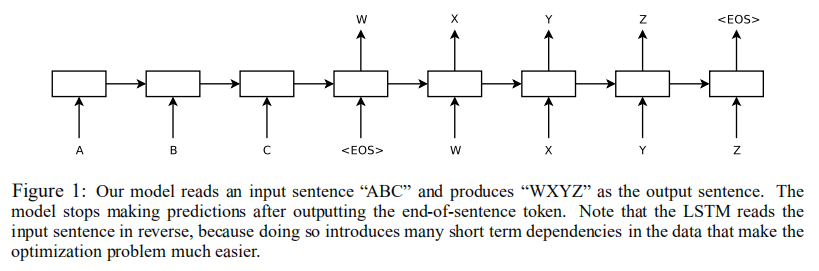 W X Y Z <EOS>
A B C <EOS> W X Y Z
Figure 1: Our model reads an input sentence “ABC” and produces “WXYZ” as the output sentence. The
model stops making predictions after outputting the end-of-sentence token. Note that the LSTM reads the
input sentence in reverse, because doing so introduces many short term dependencies in the data that make the
optimization problem much easier.